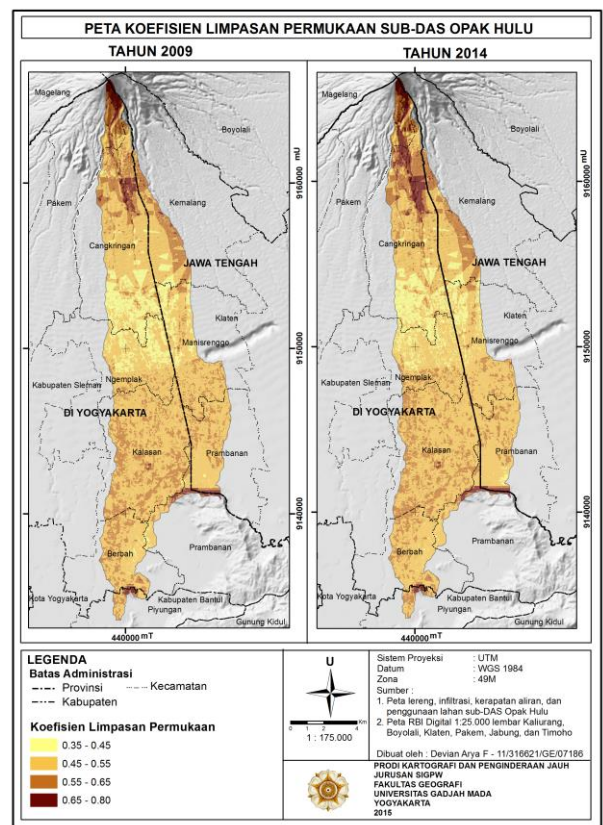 PETA KOEFISIEN LIMPASAN PERMUKAAN SUB-DAS OPAK HULU
TAHUN 2009
TAHUN 2014
Magelang
Boyolali
Pakem
Kemalang
Cangkringan
JAWA TENGAH
Klaten
Manisrenggo
Ngemplak
Kabupaten Sleman
DI YOGYAKARTA
Kalasan
Prambanan
Prambanan
Berbah
Kota Yogyakarta
Kabupaten Bantul
Piyungan
Gunung Kidul
440000 mT
9160000 mU
9150000
9140000
Magelang
Boyolali
Pakem
Kemalang
Cangkringan
JAWA TENGAH
Klaten
Manisrenggo
Ngemplak
Kabupaten Sleman
DI YOGYAKARTA
Kalasan
Prambanan
Prambanan
Berbah
Kota Yogyakarta
Kabupaten Bantul
Piyungan
Gunung Kidul
440000 mT
9160000 mU
9150000
9140000
LEGENDA
Batas Administrasi
Provinsi
Kecamatan
Kabupaten
Koefisien Limpasan Permukaan
0.35 - 0.45
0.45 - 0.55
0.55 - 0.65
0.65 - 0.80
U
0 1 2 4 Km
1 : 175.000
Sistem Proyeksi : UTM
Datum : WGS 1984
Zona : 49M
Sumber :
1. Peta lereng, infiltrasi, kerapatan aliran, dan
penggunaan lahan sub-DAS Opak Hulu
2. Peta RBI Digital 1:25.000 lembar Kaliurang,
Boyolali, Klaten, Pakem, Jabung, dan Timoho
Dibuat oleh : Devian Arya F - 11/316621/GE/07186
PRODI KARTOGRAFI DAN PENGINDERAAN JAUH
JURUSAN SIGPW
FAKULTAS GEOGRAFI
UNIVERSITAS GADJAH MADA
YOGYAKARTA
2015